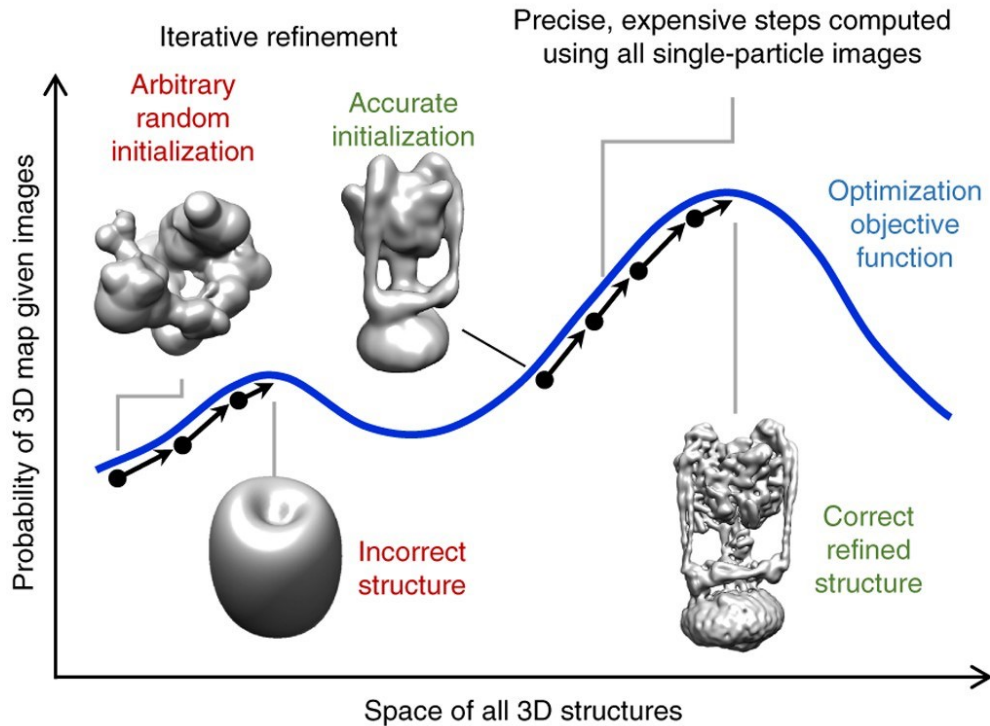 Iterative refinement
Precise, expensive steps computed
using all single-particle images
Arbitrary
random
initialization
Accurate
initialization
Optimization
objective
function
Probability of 3D map given images
Incorrect
structure
Correct
refined
structure
Space of all 3D structures